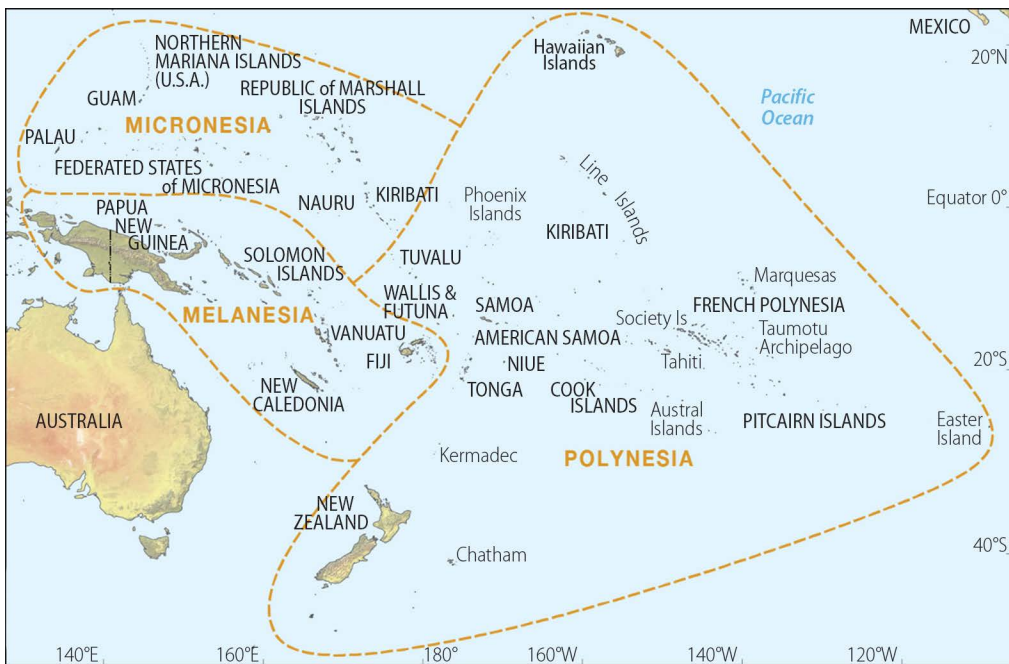 MEXICO
NORTHERN
MARIANA ISLANDS
(U.S.A.)
Hawaiian
Islands
20°N
REPUBLIC of MARSHALL
ISLANDS
GUAM
Pacific
Ocean
MICRONESIA
PALAU
FEDERATED STATES
of MICRONESIA
Line Islands
NAURU
KIRIBATI
Phoenix
Islands
Equator 0°
PAPUA
NEW
GUINEA
KIRIBATI
SOLOMON
ISLANDS
TUVALU
Marquesas
WALLIS &
FUTUNA
SAMOA
FRENCH POLYNESIA
MELANESIA
Society Is
VANUATU
AMERICAN SAMOA
Taumotu
Archipelago
FIJI
NIUE
Tahiti
20°S
TONGA
COOK
ISLANDS
NEW
CALEDONIA
Austral
Islands
PITCAIRN ISLANDS
Easter
Island
AUSTRALIA
Kermadec
POLYNESIA
NEW
ZEALAND
Chatham
40°S
140°E
160°E
180°
160°W
140°W
120°W